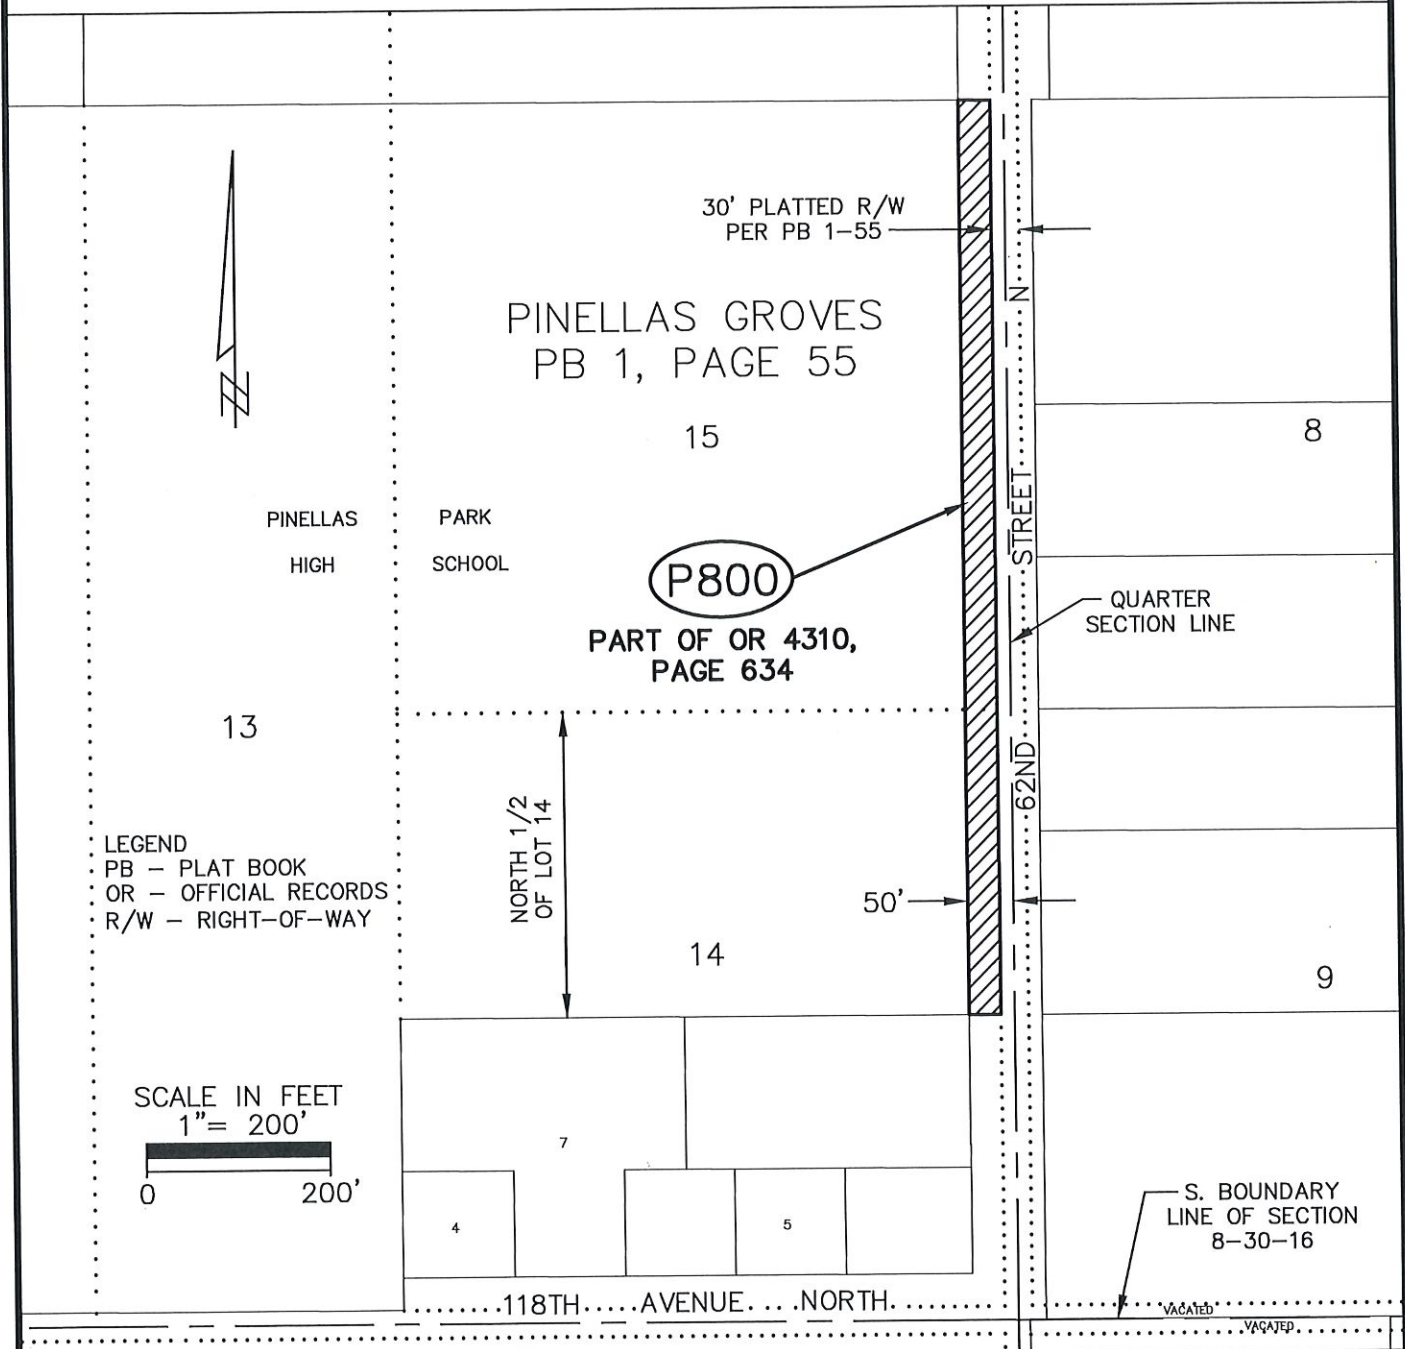 30' PLATTED R/W
PER PB 1-55
PINELLAS GROVES
PB 1, PAGE 55
15
N
8
62ND STREET N
PINELLAS PARK
HIGH SCHOOL
P800
PART OF OR 4310,
PAGE 634
QUARTER
SECTION LINE
13
NORTH 1/2
OF LOT 14
LEGEND
PB – PLAT BOOK
OR – OFFICIAL RECORDS
R/W – RIGHT-OF-WAY
50'
14
9
SCALE IN FEET
1"= 200'
0 200'
7
4
5
S. BOUNDARY
LINE OF SECTION
8-30-16
118TH AVENUE NORTH
VACATED
VACATED